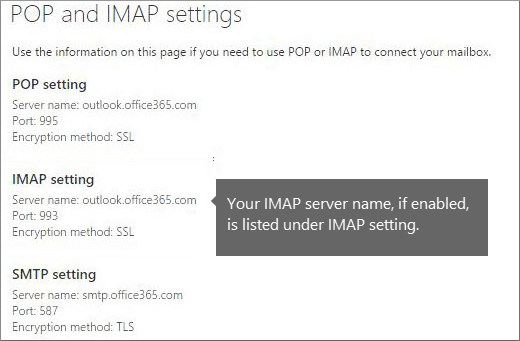 POP and IMAP settings
Use the information on this page if you need to use POP or IMAP to connect your mailbox.
POP setting
Server name: outlook.office365.com
Port: 995
Encryption method: SSL
IMAP setting
Server name: outlook.office365.com
Port: 993
Encryption method: SSL
Your IMAP server name, if enabled,
is listed under IMAP setting.
SMTP setting
Server name: smtp.office365.com
Port: 587
Encryption method: TLS